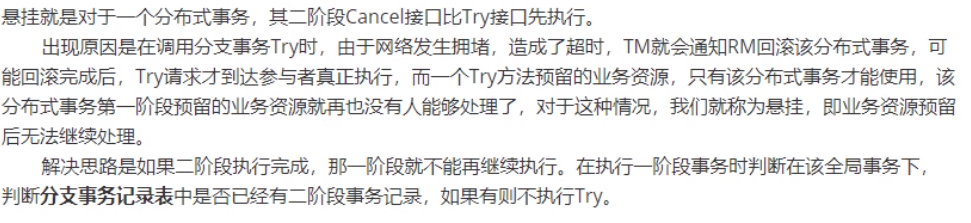 悬挂就是对于一个分布式事务，其二阶段Cancel接口比Try接口先执行。
出现原因是在调用分支事务Try时，由于网络发生拥堵，造成了超时，TM就会通知RM回滚该分布式事务，可
能回滚完成后，Try请求才到达参与者真正执行，而一个Try方法预留的业务资源，只有该分布式事务才能使用，该
分布式事务第一阶段预留的业务资源就再也没有人能够处理了，对于这种情况，我们就称为悬挂，即业务资源预留
后无法继续处理。
解决思路是如果二阶段执行完成，那一阶段就不能再继续执行。在执行一阶段事务时判断在该全局事务下，
判断分支事务记录表中是否已经有二阶段事务记录，如果有则不执行Try。